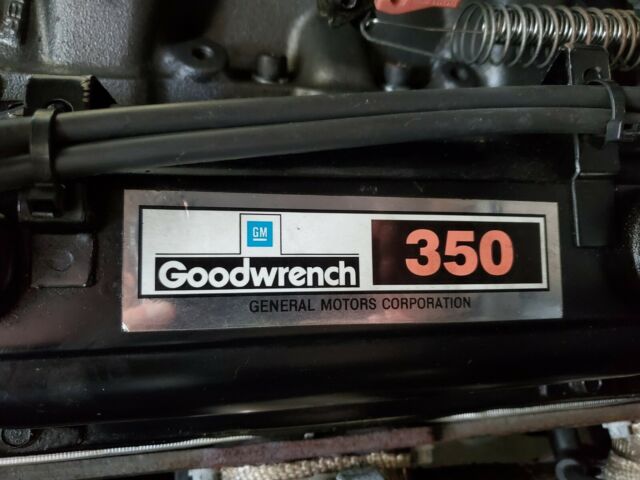 GM
Goodwrench
350
GENERAL MOTORS CORPORATION